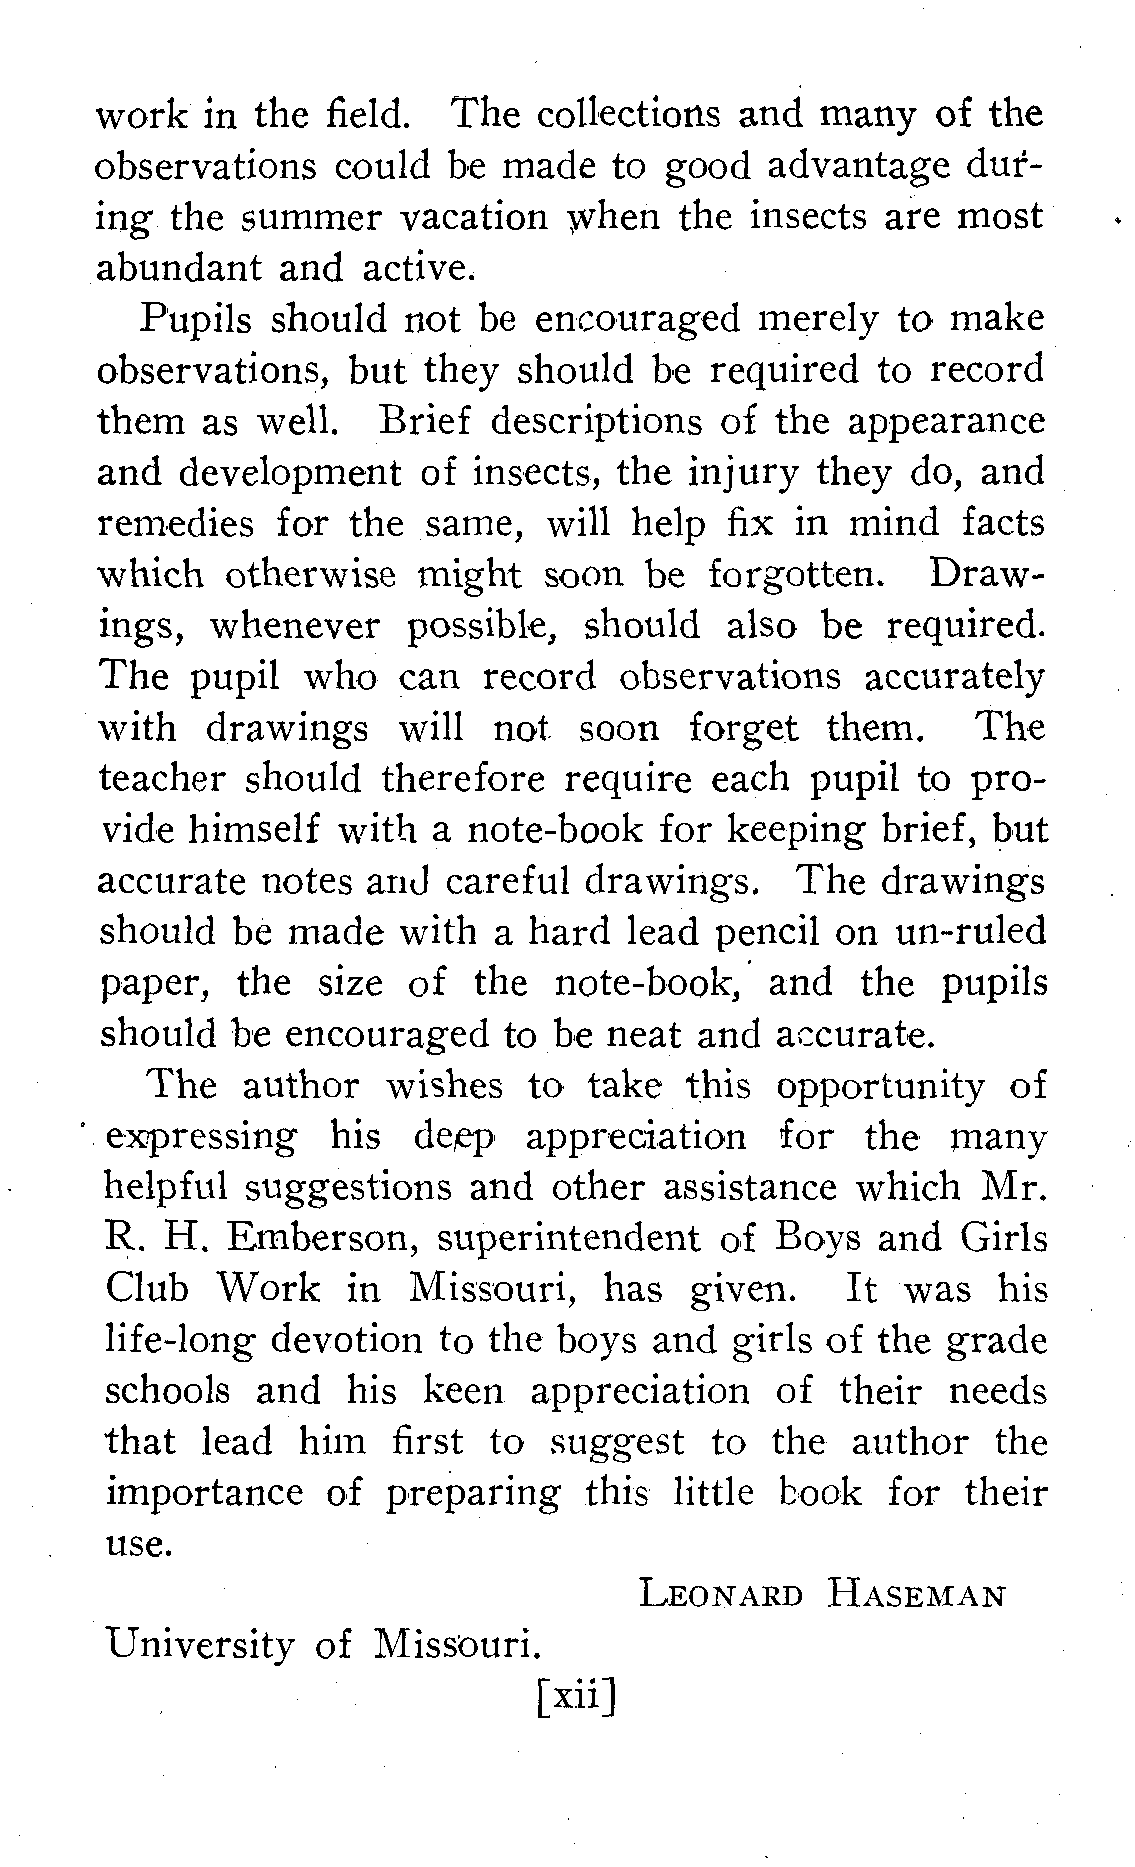 work in the field. The collections and many of the
observations could be made to good advantage dur-
ing the summer vacation when the insects are most
abundant and active.
Pupils should not be encouraged merely to make
observations, but they should be required to record
them as well. Brief descriptions of the appearance
and development of insects, the injury they do, and
remedies for the same, will help fix in mind facts
which otherwise might soon be forgotten. Draw-
ings, whenever possible, should also be required.
The pupil who can record observations accurately
with drawings will not soon forget them. The
teacher should therefore require each pupil to pro-
vide himself with a note-book for keeping brief, but
accurate notes and careful drawings. The drawings
should be made with a hard lead pencil on un-ruled
paper, the size of the note-book, and the pupils
should be encouraged to be neat and accurate.
The author wishes to take this opportunity of
expressing his deep appreciation for the many
helpful suggestions and other assistance which Mr.
R. H. Emberson, superintendent of Boys and Girls
Club Work in Missouri, has given. It was his
life-long devotion to the boys and girls of the grade
schools and his keen appreciation of their needs
that lead him first to suggest to the author the
importance of preparing this little book for their
use.
LEONARD HASEMAN
University of Missouri.
[xii]